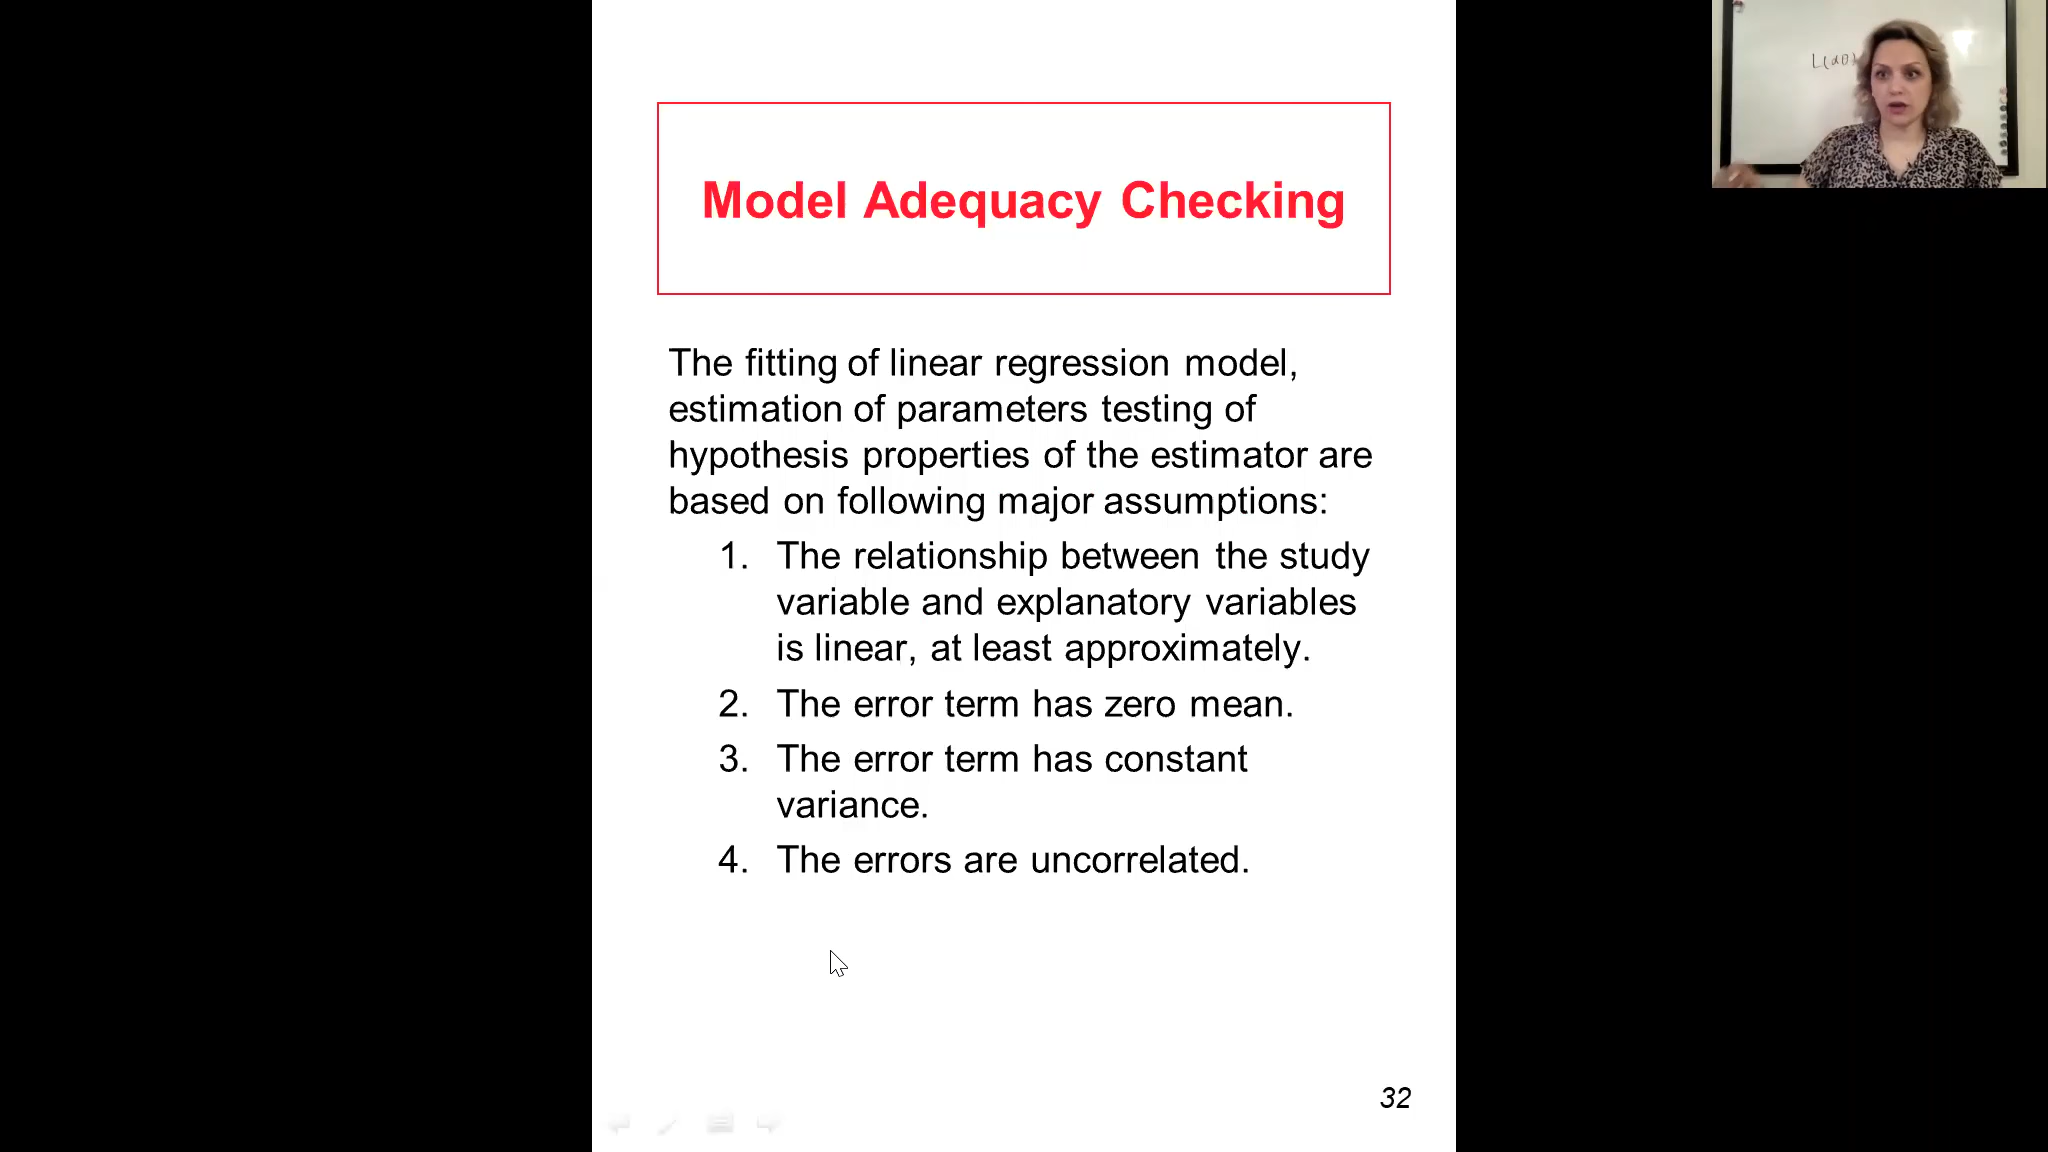 Model Adequacy Checking
The fitting of linear regression model,
estimation of parameters testing of
hypothesis properties of the estimator are
based on following major assumptions:
1. The relationship between the study
variable and explanatory variables
is linear, at least approximately.
2. The error term has zero mean.
3. The error term has constant
variance.
4. The errors are uncorrelated.
32